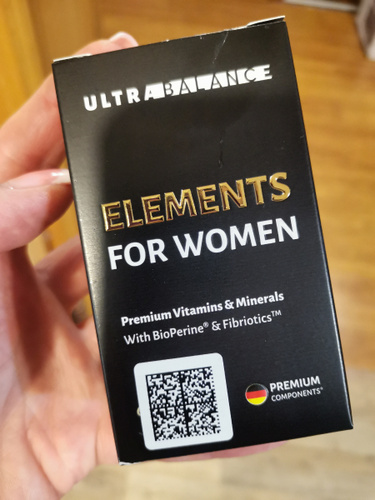 ULTRABALANCE
ELEMENTS
FOR WOMEN
Premium Vitamins & Minerals
With BioPerine® & Fibriotics™
PREMIUM
COMPONENTS®